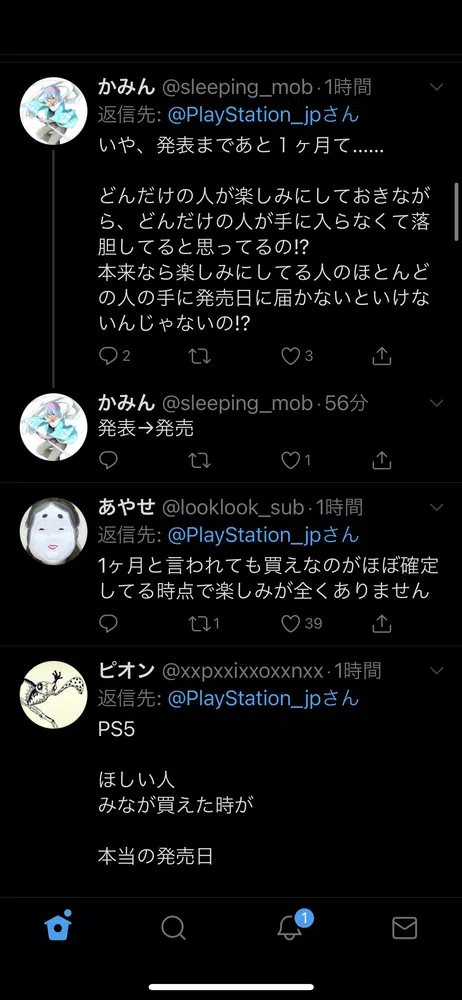 かみん @sleeping_mob·1時間
返信先: @PlayStation_jpさん
いや、発表まであと１ヶ月て……
どんだけの人が楽しみにしておきなが
ら、どんだけの人が手に入らなくて落
胆してると思ってるの!?
本来なら楽しみにしてる人のほとんど
の人の手に発売日に届かないといけな
いんじゃないの!?
2 3
かみん @sleeping_mob·56分
発表→発売
1
あやせ @looklook_sub·1時間
返信先: @PlayStation_jpさん
1ヶ月と言われても買えなのがほぼ確定
してる時点で楽しみが全くありません
1 39
ピオン @xxpxxixxoxxnxx·1時間
返信先: @PlayStation_jpさん
PS5
ほしい人
みなが買えた時が
本当の発売日
1